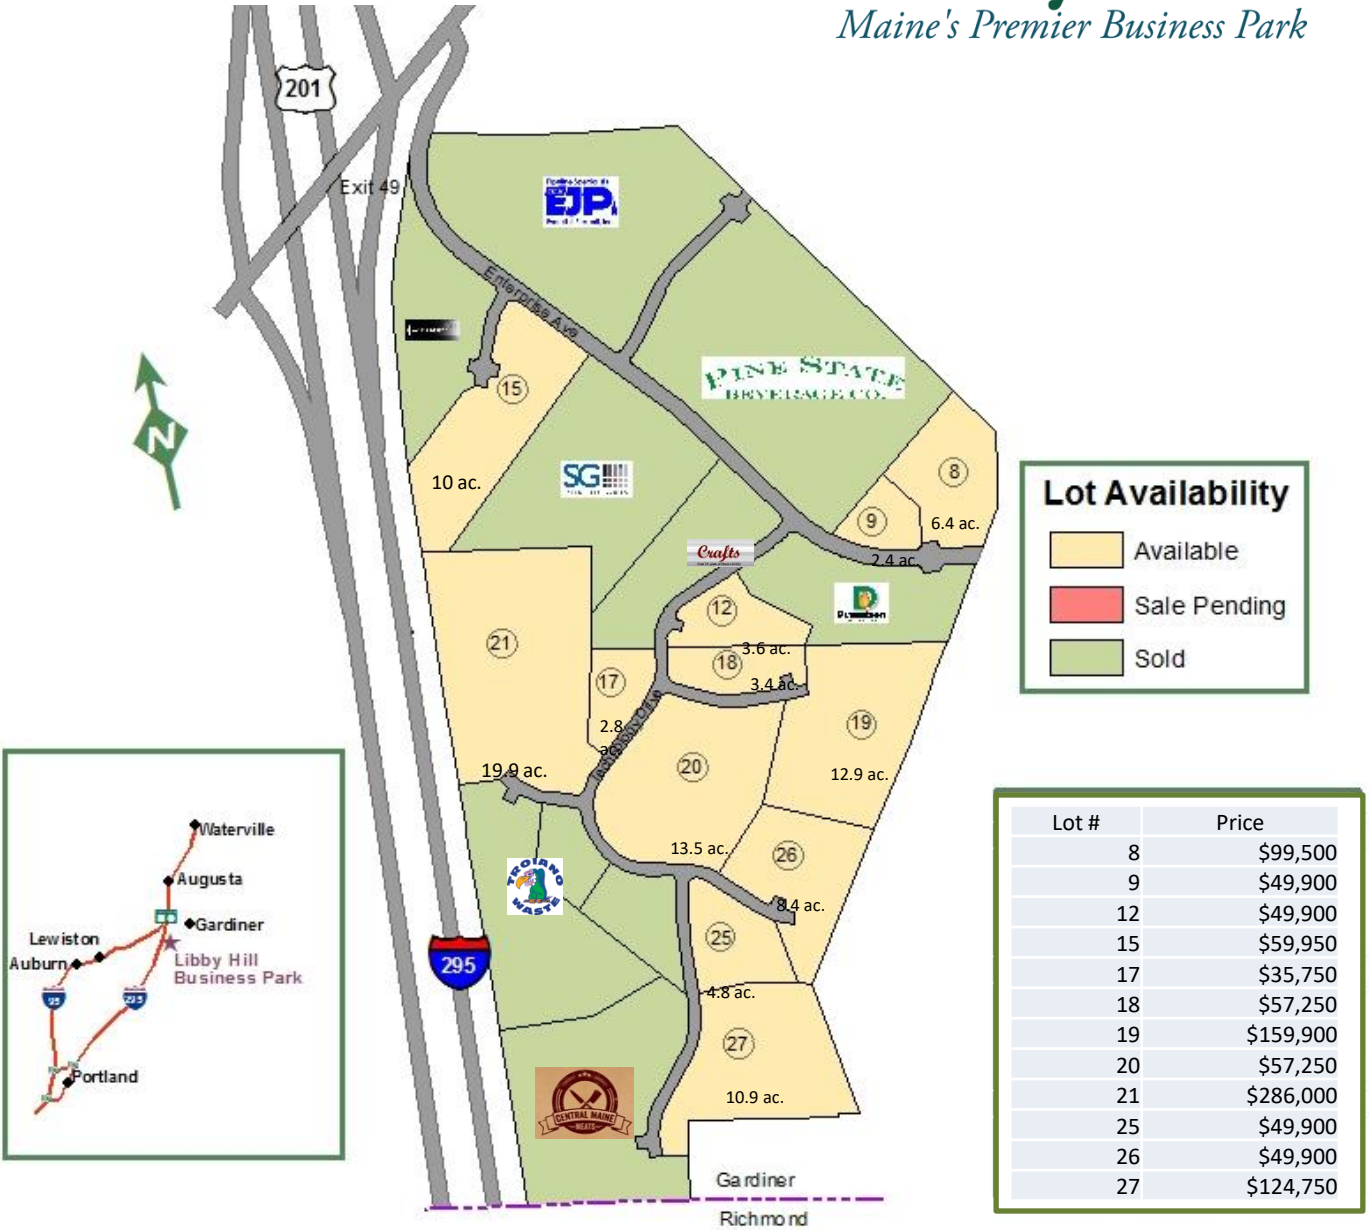 Maine's Premier Business Park
201
Exit 49
EJP
Enterprise Ave
PINE STATE
BEVERAGE CO.
15
10 ac.
SG
8
6.4 ac.
9
2.4 ac.
Crafts
12
3.6 ac.
18
3.4 ac.
21
19.9 ac.
17
2.8
ac.
19
12.9 ac.
20
13.5 ac.
26
8.4 ac.
TROIANO
WASTE
25
4.8 ac.
295
27
10.9 ac.
CENTRAL MAINE
MEATS
Gardiner
Richmond
N
Lot Availability
Available
Sale Pending
Sold
Waterville
Augusta
Gardiner
Lewiston
Auburn
Libby Hill
Business Park
95
295
Portland
Lot # Price
8 $99,500
9 $49,900
12 $49,900
15 $59,950
17 $35,750
18 $57,250
19 $159,900
20 $57,250
21 $286,000
25 $49,900
26 $49,900
27 $124,750